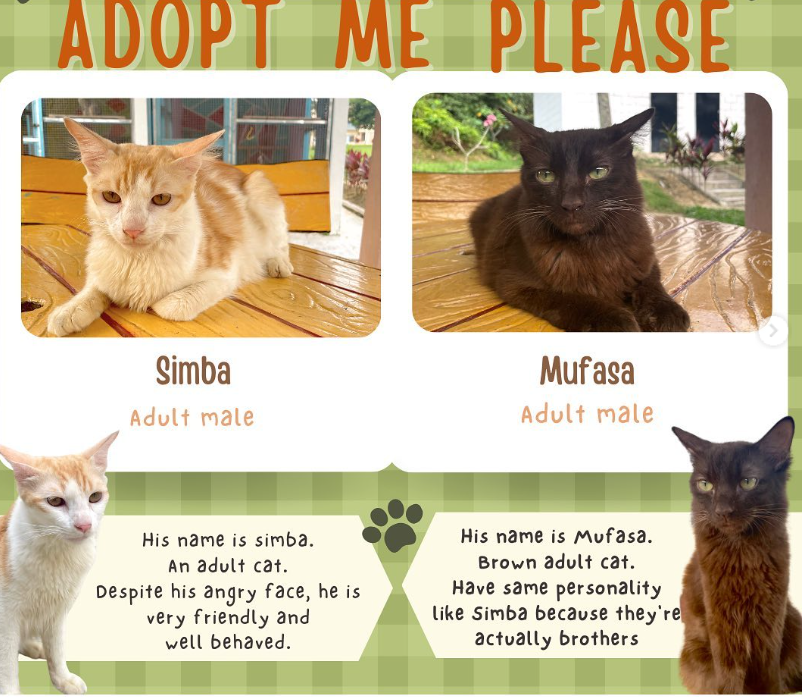 ADOPT ME PLEASE
Simba
Adult male
Mufasa
Adult male
His name is simba.
An adult cat.
Despite his angry face, he is
very friendly and
well behaved.
His name is Mufasa.
Brown adult cat.
Have same personality
like Simba because they're
actually brothers